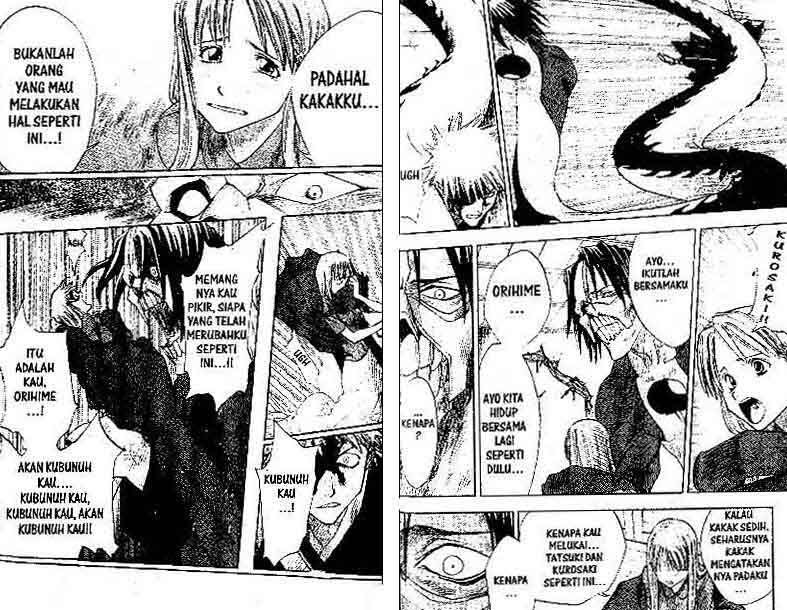 UGH
KUROSAKI!!
AYO...
IKUTLAH
BERSAMAKU
...
ORIHIME
...
AYO KITA
HIDUP
BERSAMA
LAGI
SEPERTI
DULU...
...
KENAPA
?
KALAU
KAKAK SEDIH,
SEHARUSNYA
KAKAK
MENGATAKAN
NYA PADAKU
...
KENAPA KAU
MELUKAI...
TATSUKI DAN
KUROSAKI
SEPERTI INI...
KENAPA
...
PADAHAL
KAKAKKU...
BUKANLAH
ORANG
YANG MAU
MELAKUKAN
HAL SEPERTI
INI...!
UGH
MEMANG
NYA KAU
PIKIR, SIAPA
YANG TELAH
MERUBAHKU
SEPERTI
INI...!!
AGH
ITU
ADALAH
KAU,
ORIHIME
...!
KUBUNUH
KAU
...!
AKAN KUBUNUH
KAU....
KUBUNUH KAU,
KUBUNUH KAU, AKAN
KUBUNUH KAU!!